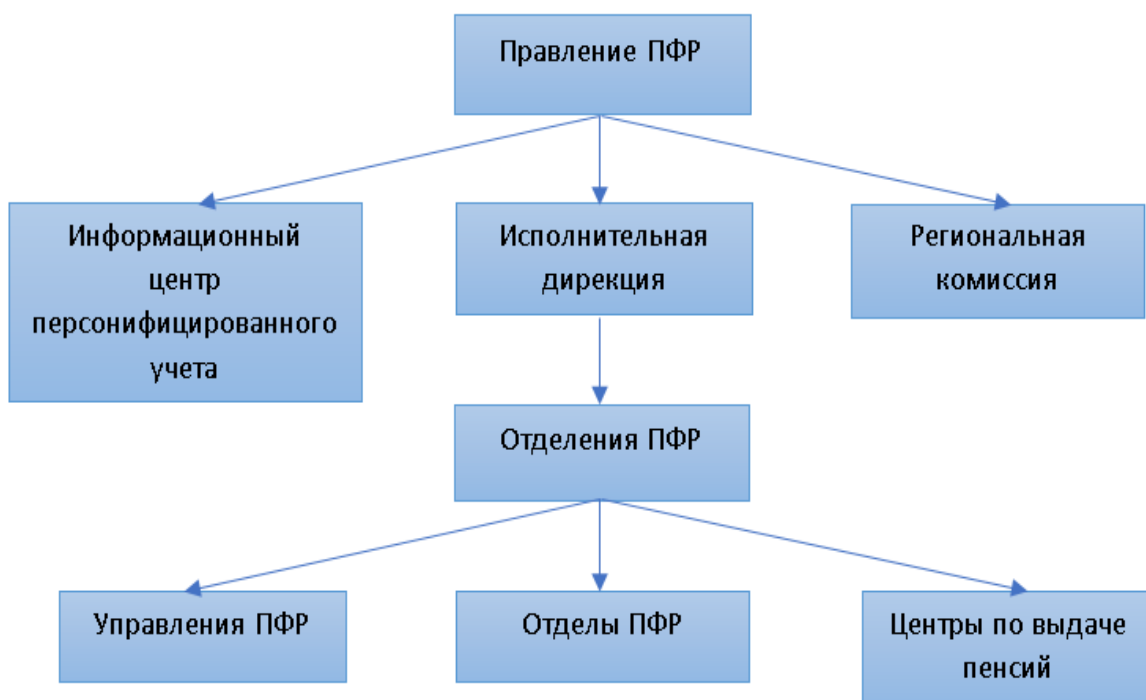 Правление ПФР
Информационный
центр
персонифицированного
учета
Исполнительная
дирекция
Региональная
комиссия
Отделения ПФР
Управления ПФР
Отделы ПФР
Центры по выдаче
пенсий